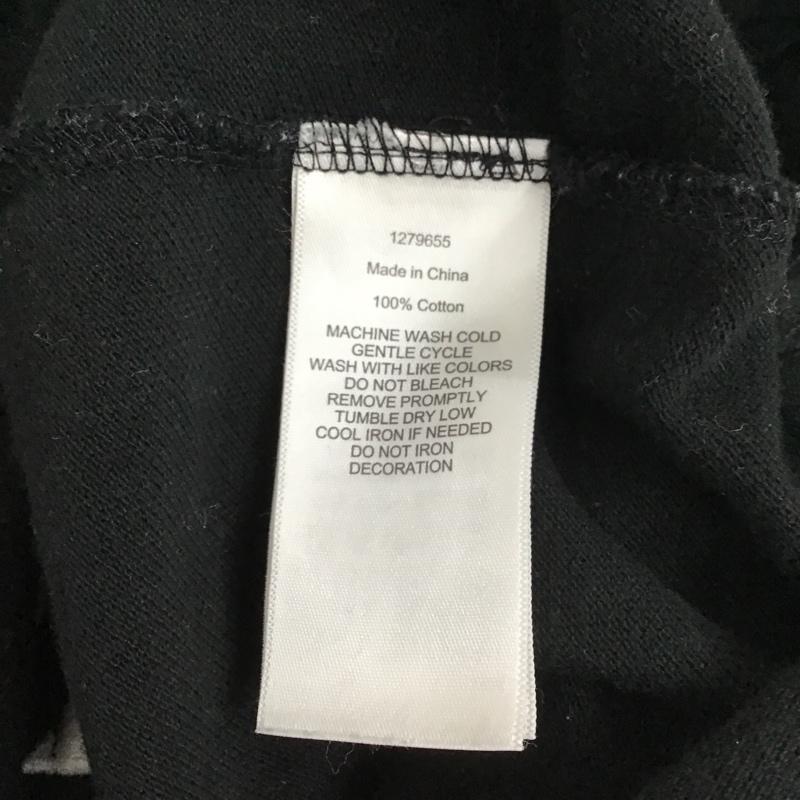 1279655
Made in China
100% Cotton
MACHINE WASH COLD
GENTLE CYCLE
WASH WITH LIKE COLORS
DO NOT BLEACH
REMOVE PROMPTLY
TUMBLE DRY LOW
COOL IRON IF NEEDED
DO NOT IRON
DECORATION